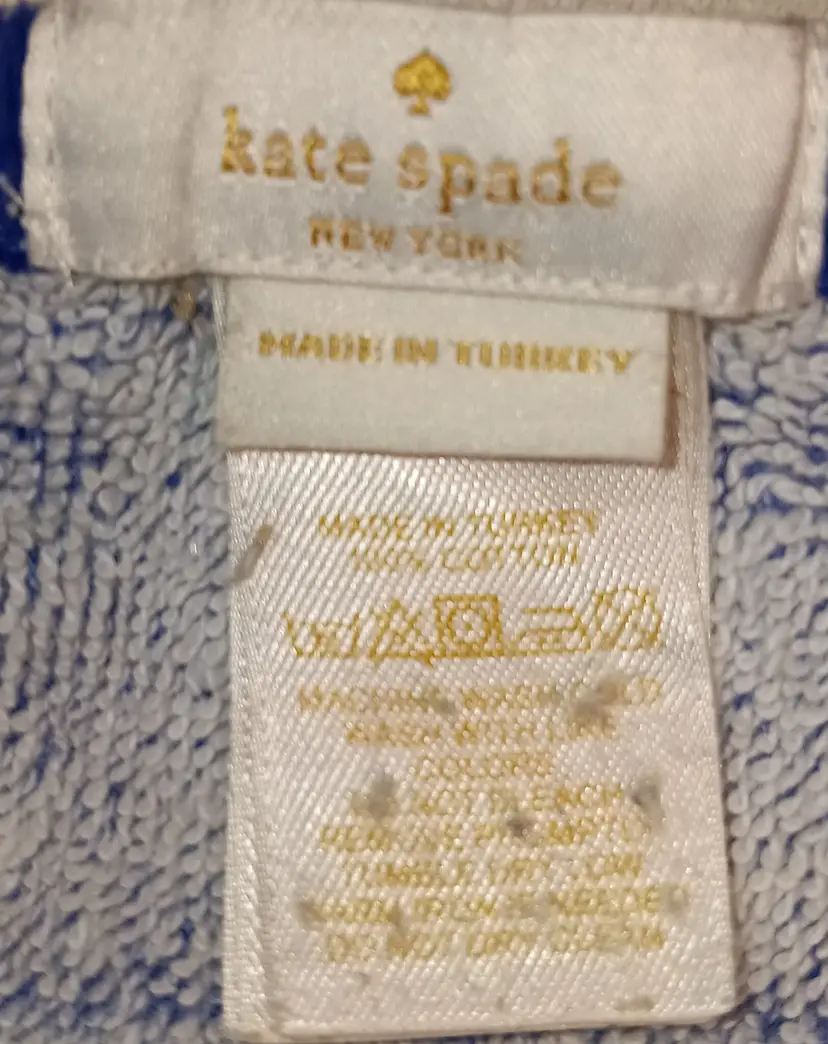 kate spade
NEW YORK
MADE IN TURKEY
MADE IN TURKEY
100% COTTON
MACHINE WASH COLD
WASH WITH LIKE
COLORS
DO NOT BLEACH
REMOVE PROMPTLY
TUMBLE DRY LOW
WARM IRON IF NEEDED
DO NOT DRY CLEAN